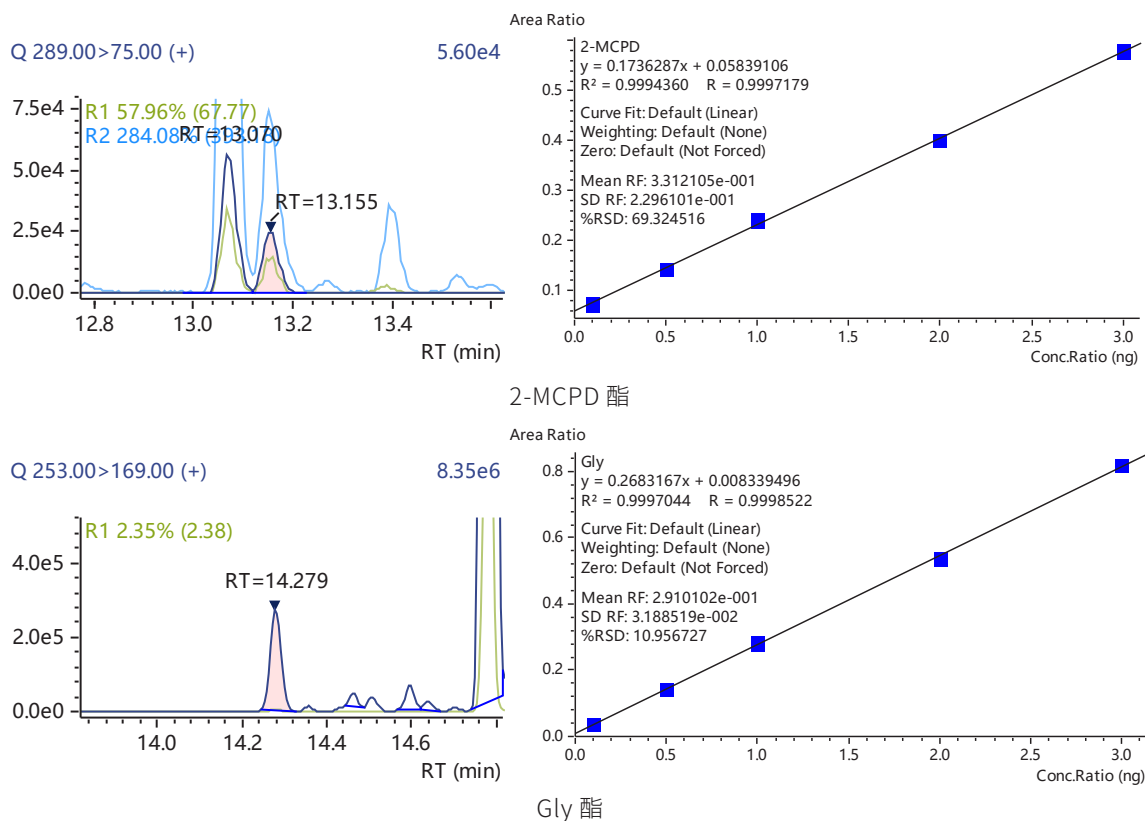 Q 289.00>75.00 (+) 5.60e4
7.5e4
5.0e4
2.5e4
0.0e0
R1 57.96% (67.77)
R2 284.08%
RT=13.070
RT=13.155
12.8 13.0 13.2 13.4
RT (min)
Area Ratio
2-MCPD
y = 0.1736287x + 0.05839106
R² = 0.9994360 R = 0.9997179
Curve Fit: Default (Linear)
Weighting: Default (None)
Zero: Default (Not Forced)
Mean RF: 3.312105e-001
SD RF: 2.296101e-001
%RSD: 69.324516
0.5
0.4
0.3
0.2
0.1
0.0 0.5 1.0 1.5 2.0 2.5 3.0
Conc.Ratio (ng)
2-MCPD 酯
Q 253.00>169.00 (+) 8.35e6
R1 2.35% (2.38)
4.0e5
2.0e5
0.0e0
RT=14.279
14.0 14.2 14.4 14.6
RT (min)
Area Ratio
Gly
y = 0.2683167x + 0.008339496
R² = 0.9997044 R = 0.9998522
Curve Fit: Default (Linear)
Weighting: Default (None)
Zero: Default (Not Forced)
Mean RF: 2.910102e-001
SD RF: 3.188519e-002
%RSD: 10.956727
0.8
0.6
0.4
0.2
0.0
0.0 0.5 1.0 1.5 2.0 2.5 3.0
Conc.Ratio (ng)
Gly 酯